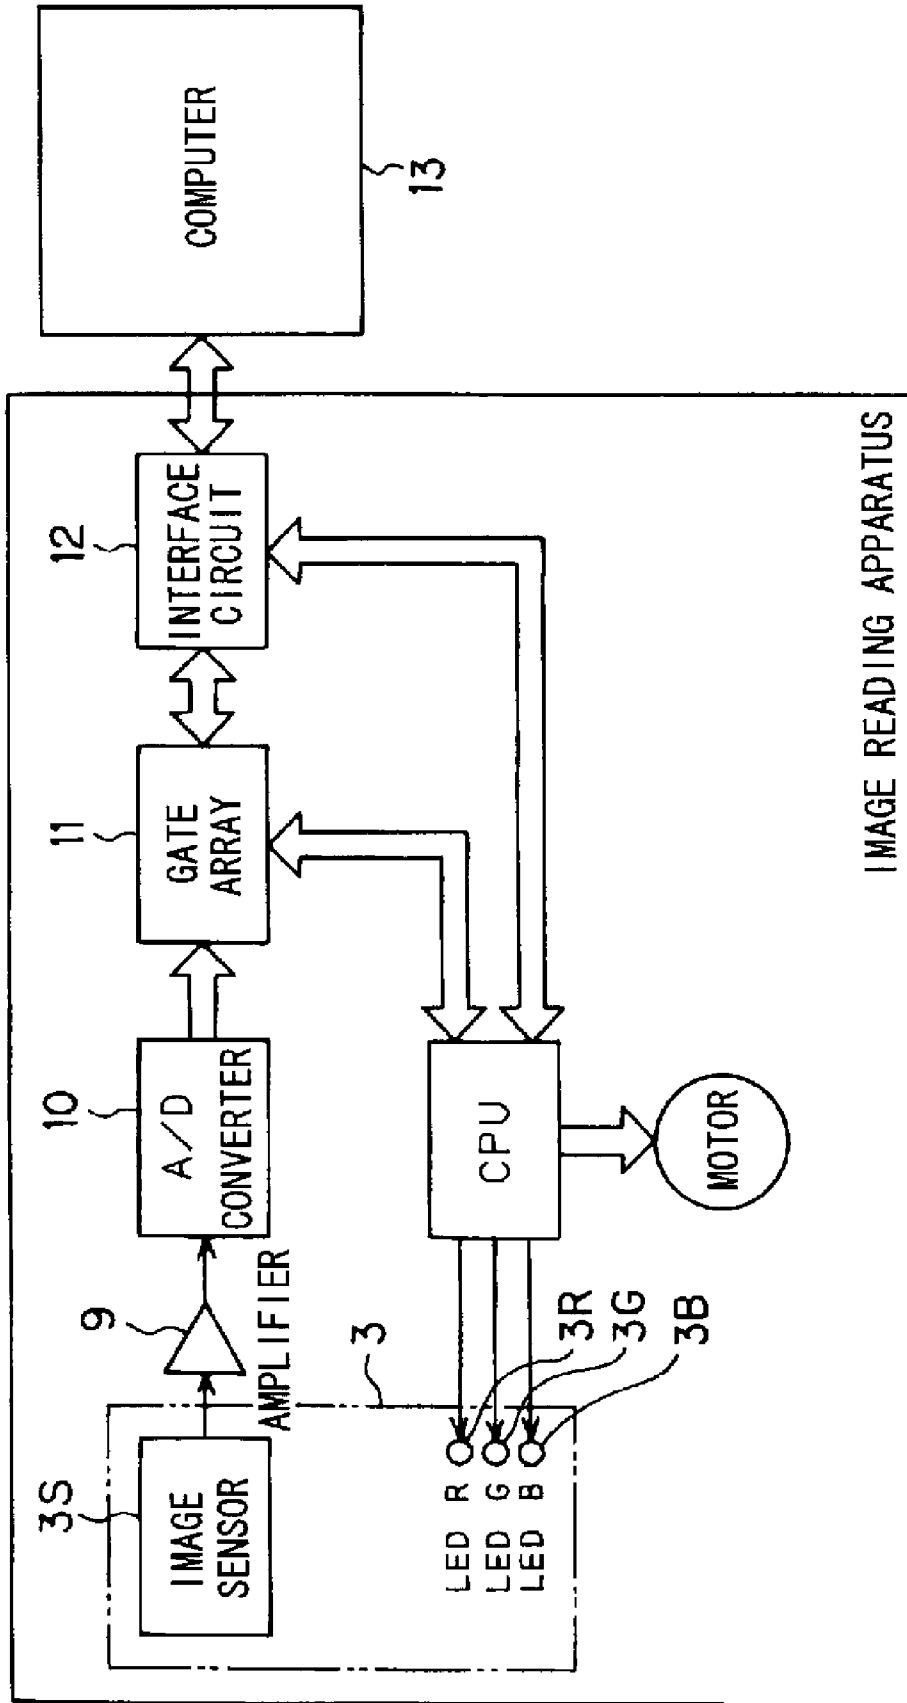 3S
IMAGE
SENSOR
9
AMPLIFIER
10
A/D
CONVERTER
11
GATE
ARRAY
12
INTERFACE
CIRCUIT
COMPUTER
13
3
LED R
LED G
LED B
3R
3G
3B
CPU
MOTOR
IMAGE READING APPARATUS